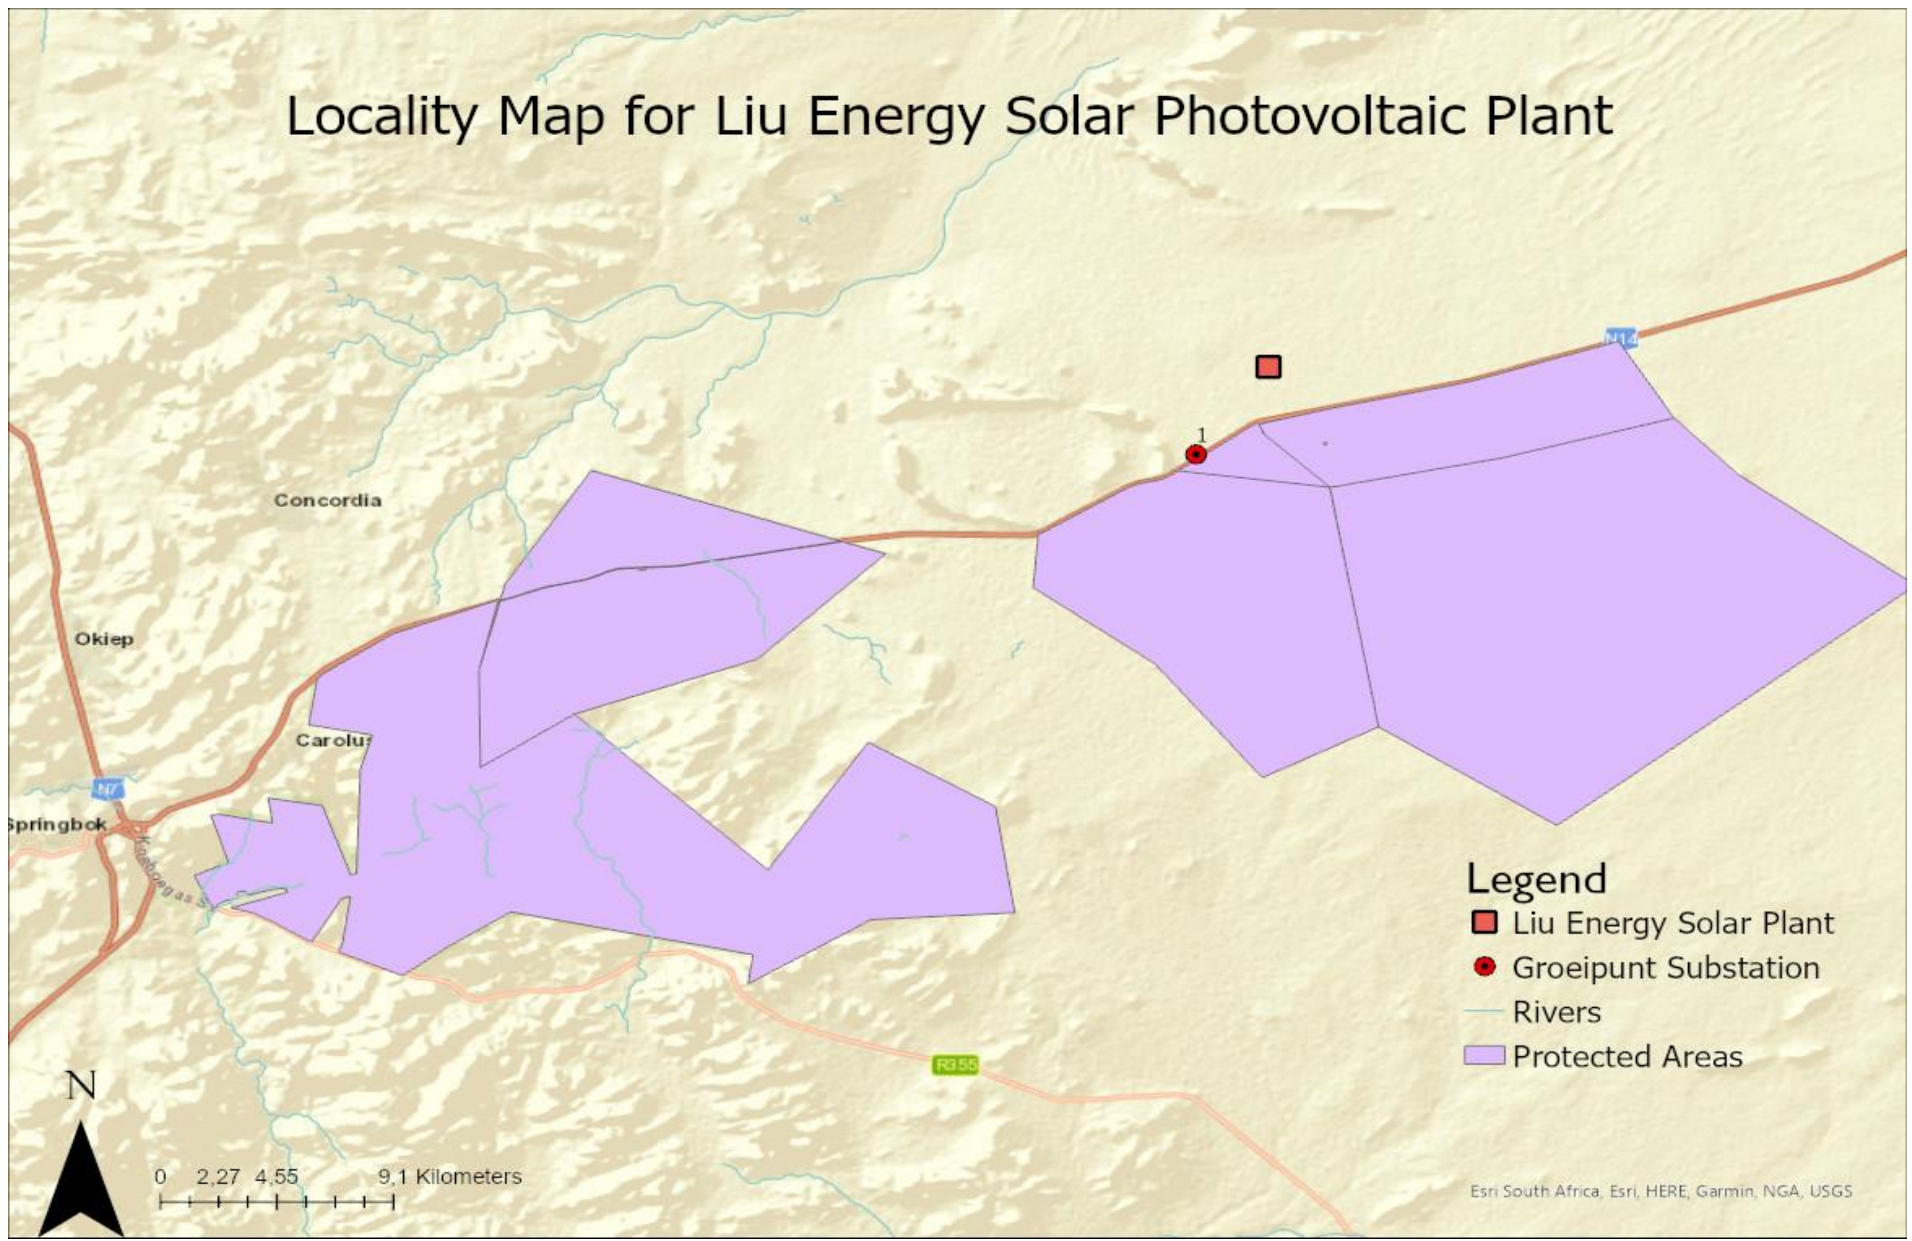 Locality Map for Liu Energy Solar Photovoltaic Plant
N14
1
Concordia
Okiep
Carolus
N7
Springbok
R355
Legend
Liu Energy Solar Plant
Groeipunt Substation
Rivers
Protected Areas
N
0 2,27 4,55 9,1 Kilometers
Esri South Africa, Esri, HERE, Garmin, NGA, USGS